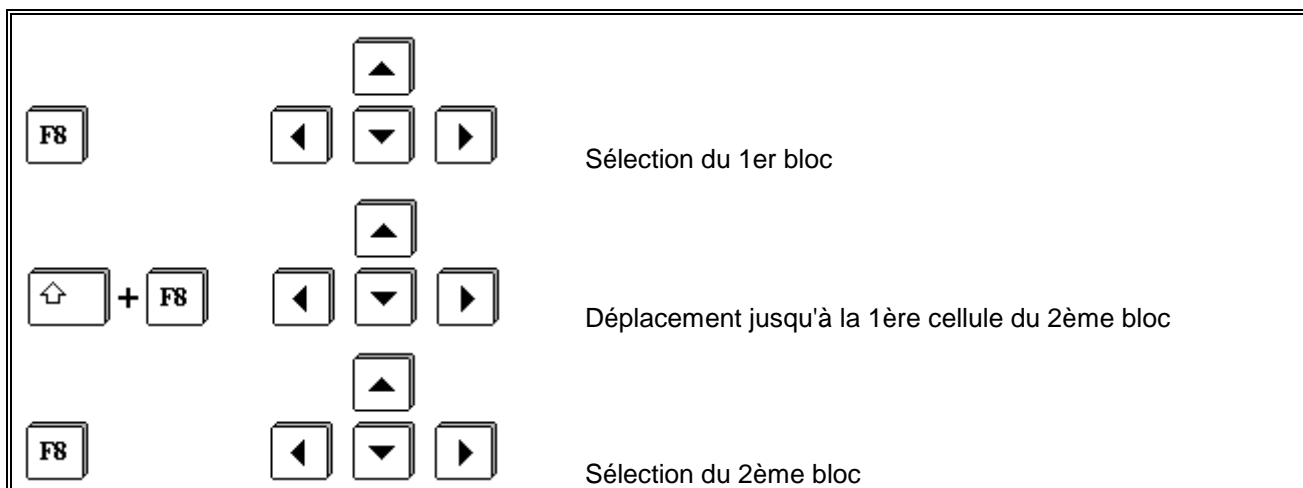 F8 Sélection du 1er bloc
+ F8 Déplacement jusqu'à la 1ère cellule du 2ème bloc
F8 Sélection du 2ème bloc